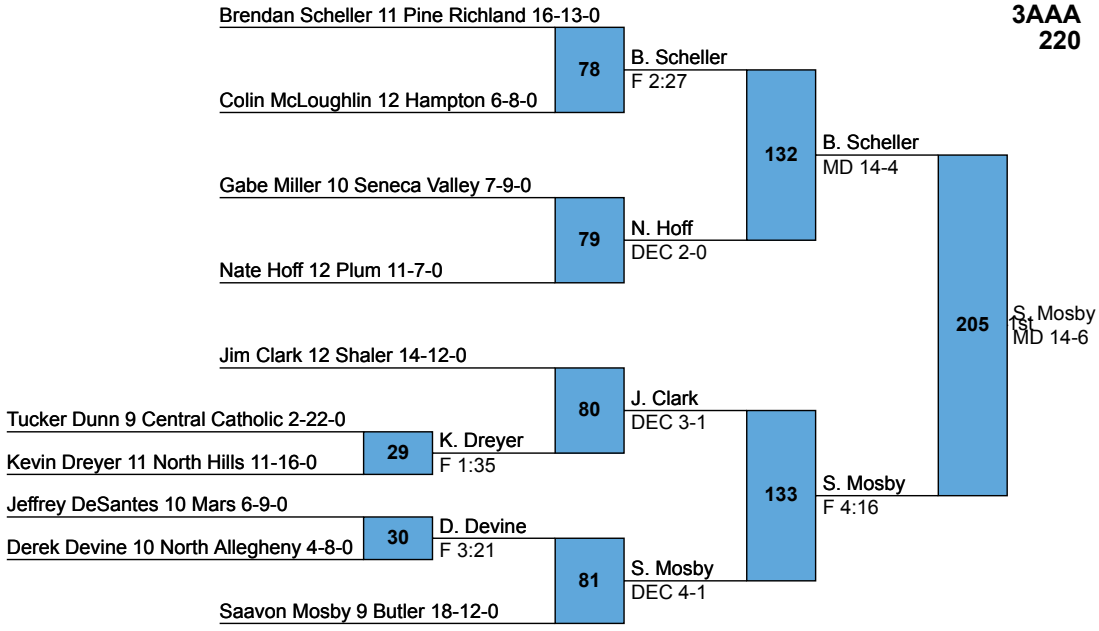 Brendan Scheller 11 Pine Richland 16-13-0
3AAA
220
78
B. Scheller
F 2:27
Colin McLoughlin 12 Hampton 6-8-0
132
B. Scheller
MD 14-4
Gabe Miller 10 Seneca Valley 7-9-0
79
N. Hoff
DEC 2-0
Nate Hoff 12 Plum 11-7-0
205
S. Mosby
1st
MD 14-6
Jim Clark 12 Shaler 14-12-0
80
J. Clark
DEC 3-1
Tucker Dunn 9 Central Catholic 2-22-0
29
K. Dreyer
F 1:35
Kevin Dreyer 11 North Hills 11-16-0
133
S. Mosby
F 4:16
Jeffrey DeSantes 10 Mars 6-9-0
30
D. Devine
F 3:21
Derek Devine 10 North Allegheny 4-8-0
81
S. Mosby
DEC 4-1
Saavon Mosby 9 Butler 18-12-0